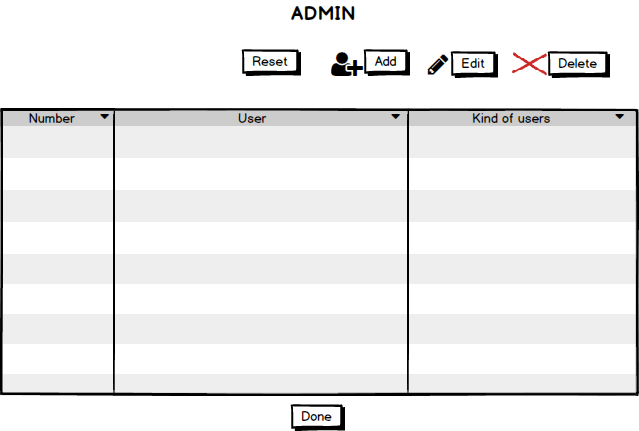 ADMIN
Reset Add Edit Delete
Number User Kind of users
Done